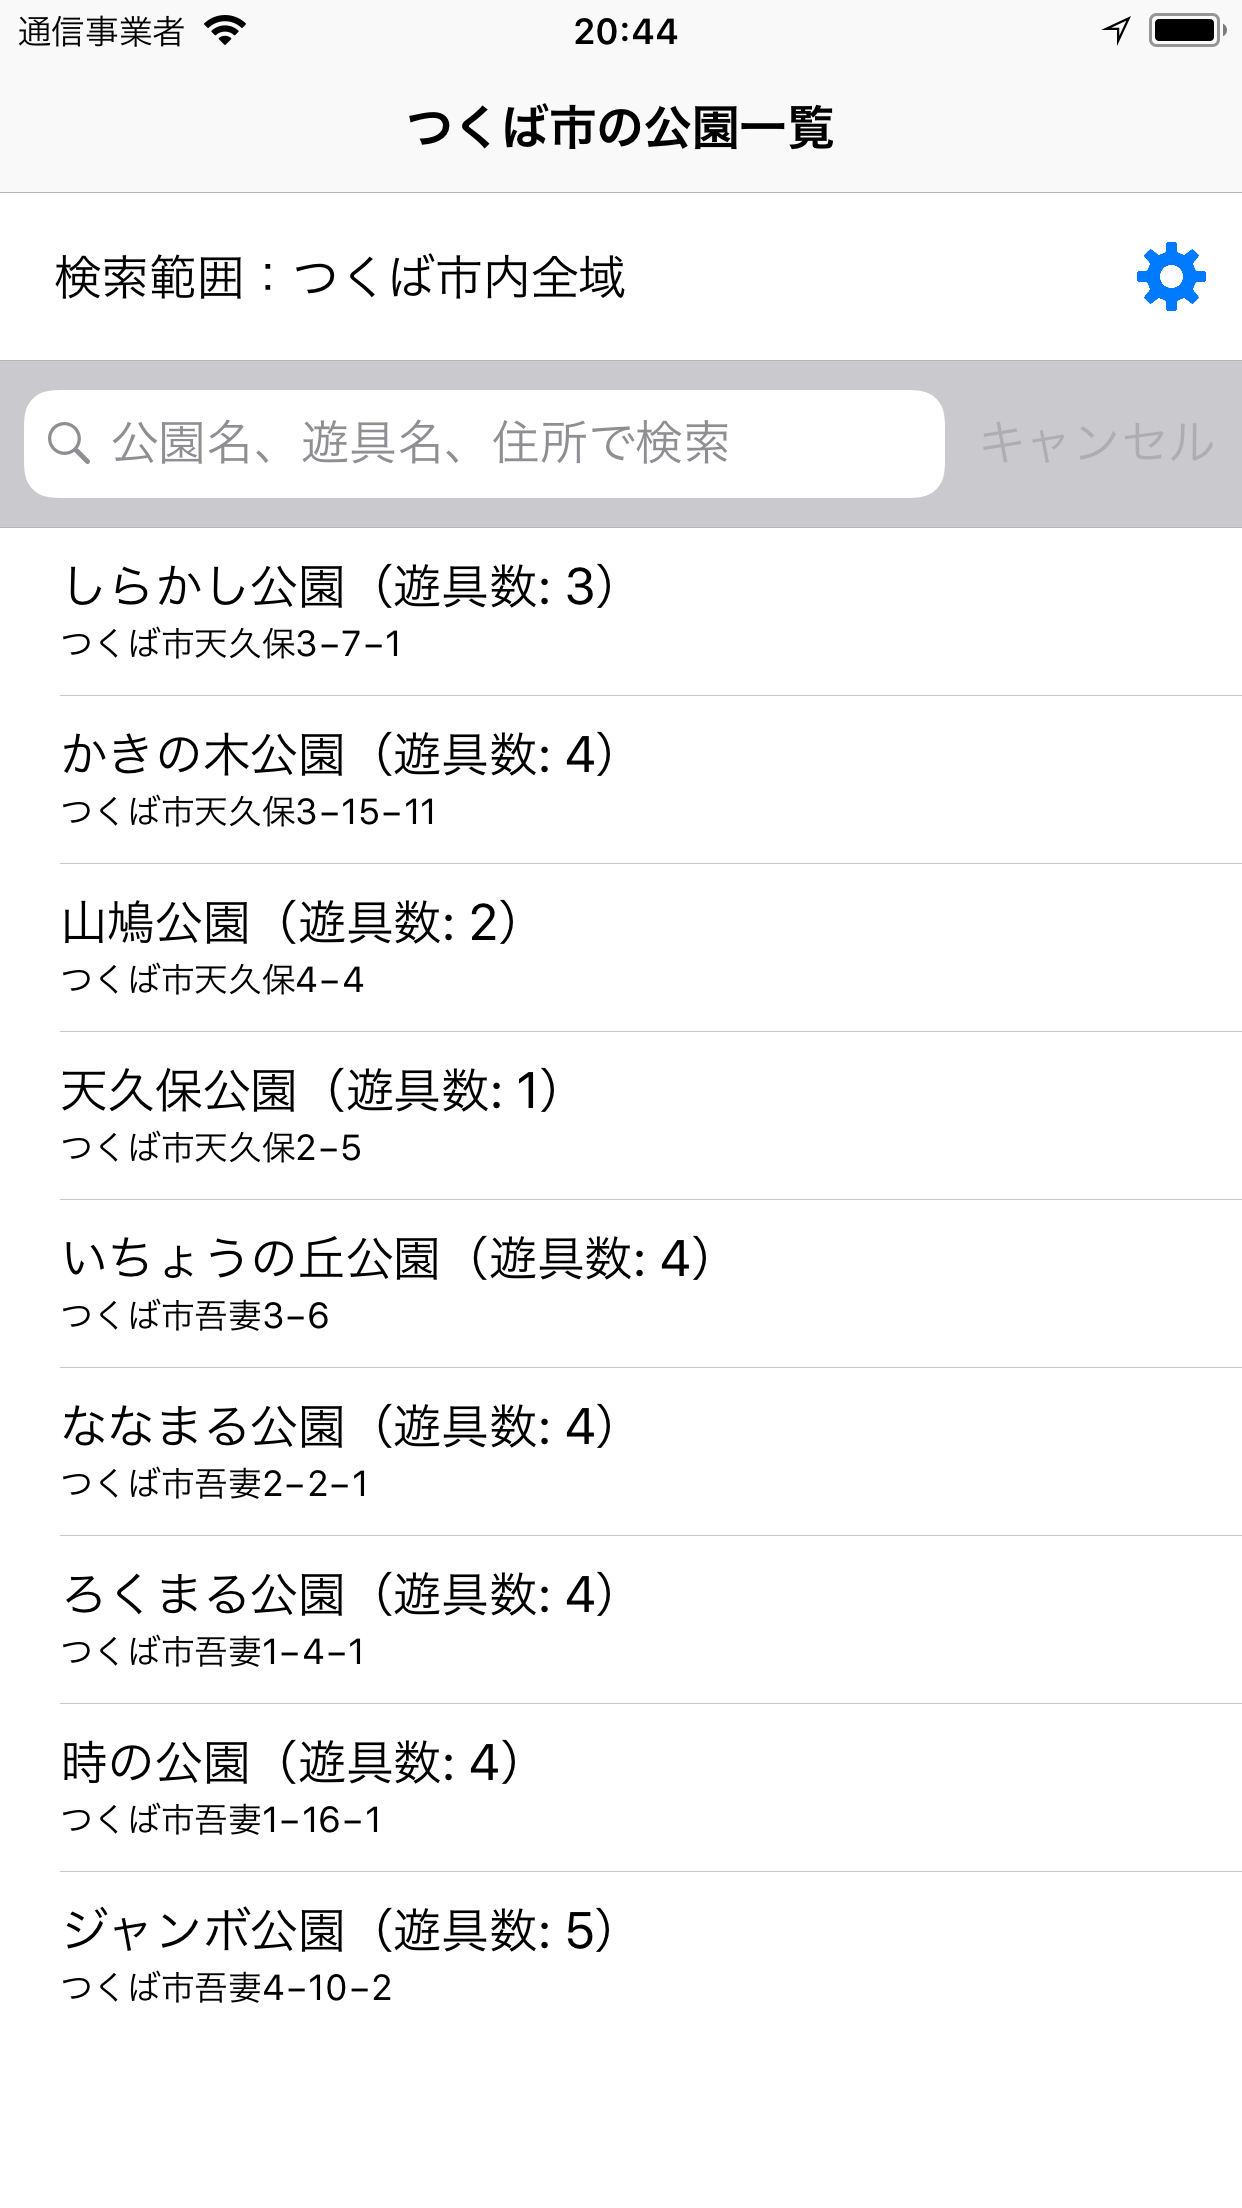 通信事業者 20:44
つくば市の公園一覧
検索範囲：つくば市内全域
公園名、遊具名、住所で検索 キャンセル
しらかし公園（遊具数: 3）
つくば市天久保3−7−1
かきの木公園（遊具数: 4）
つくば市天久保3−15−11
山鳩公園（遊具数: 2）
つくば市天久保4−4
天久保公園（遊具数: 1）
つくば市天久保2−5
いちょうの丘公園（遊具数: 4）
つくば市吾妻3−6
ななまる公園（遊具数: 4）
つくば市吾妻2−2−1
ろくまる公園（遊具数: 4）
つくば市吾妻1−4−1
時の公園（遊具数: 4）
つくば市吾妻1−16−1
ジャンボ公園（遊具数: 5）
つくば市吾妻4−10−2